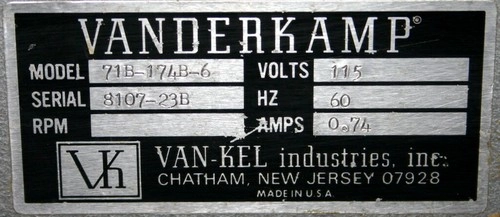 VANDERKAMP®
MODEL 71B-174B-6 VOLTS 115
SERIAL 8107-23B HZ 60
RPM AMPS 0.74
VK VAN-KEL industries, inc.
CHATHAM, NEW JERSEY 07928
MADE IN U.S.A.